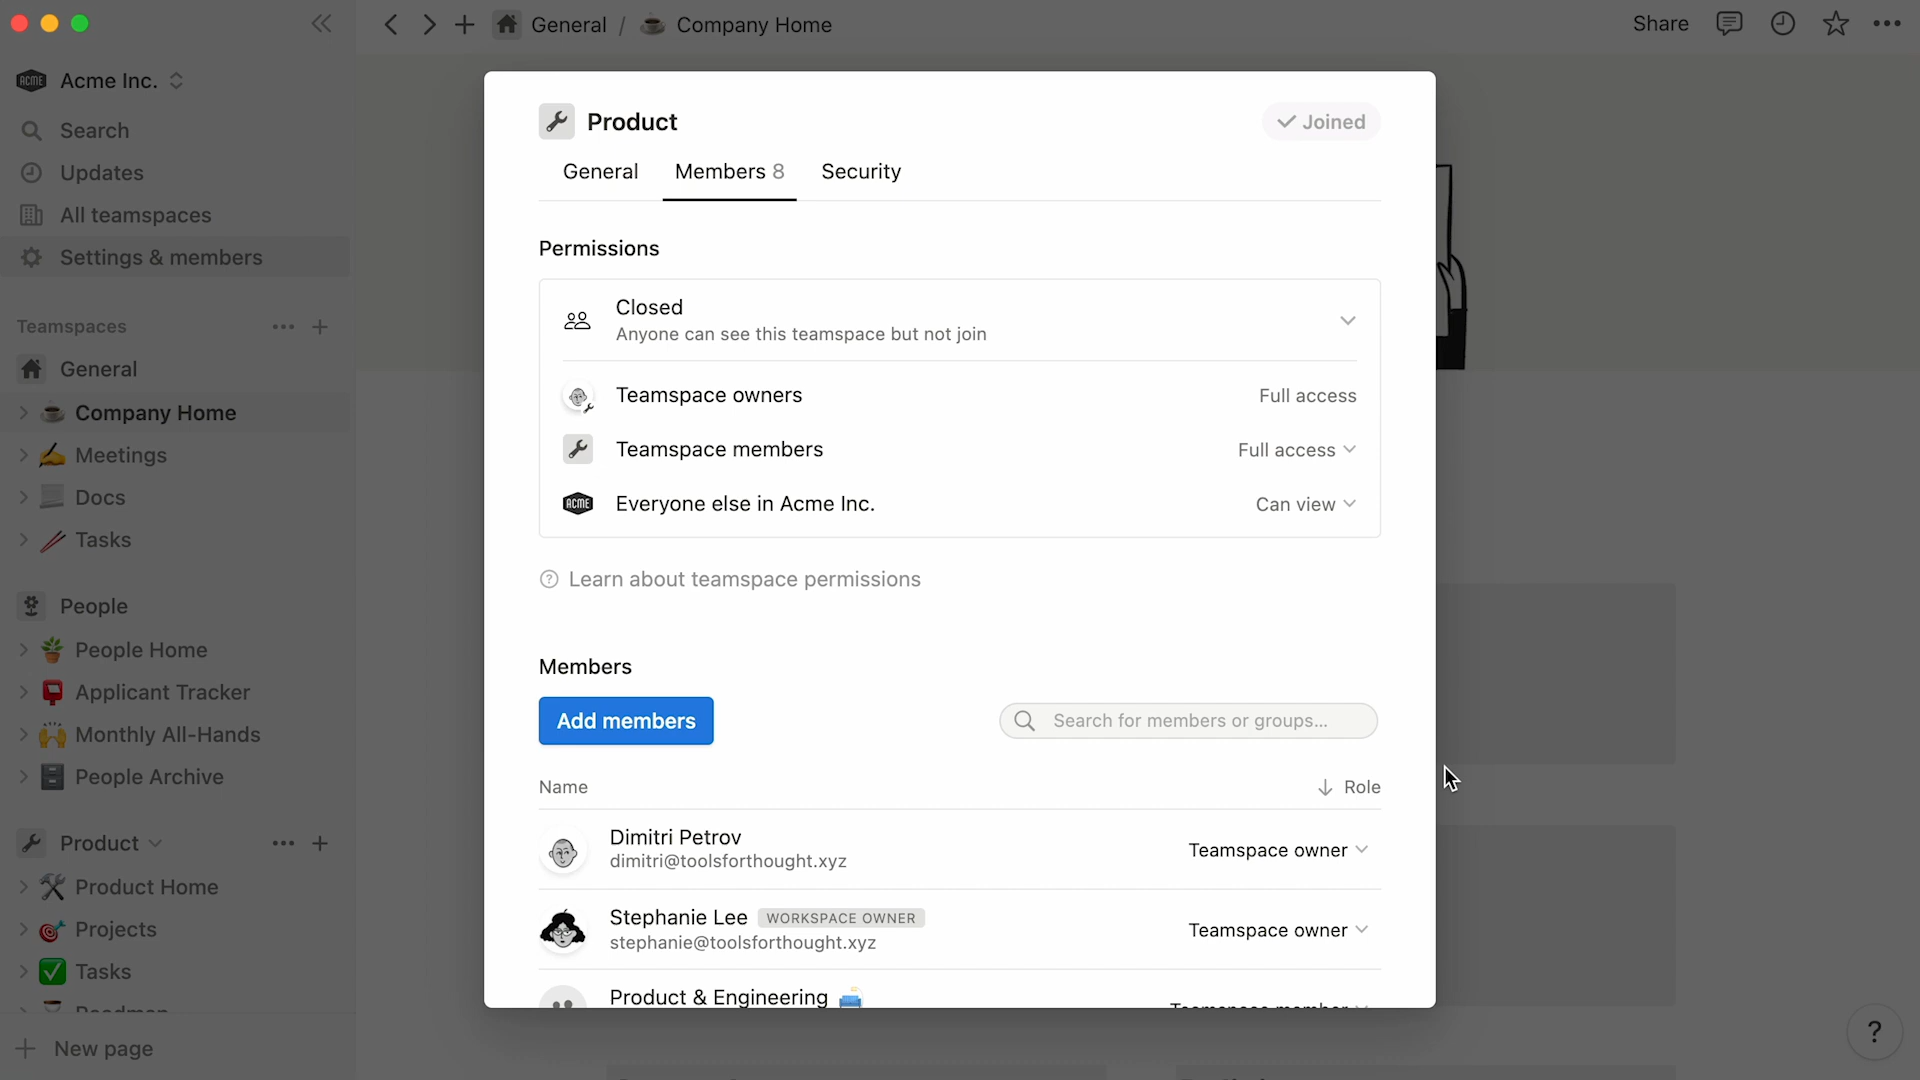 General / Company Home
Share
ACME Acme Inc.
Search
Updates
All teamspaces
Settings & members
Teamspaces
General
Company Home
Meetings
Docs
Tasks
People
People Home
Applicant Tracker
Monthly All-Hands
People Archive
Product
Product Home
Projects
Tasks
Roadmap
New page
Product
Joined
General
Members 8
Security
Permissions
Closed
Anyone can see this teamspace but not join
Teamspace owners
Full access
Teamspace members
Full access
ACME Everyone else in Acme Inc.
Can view
? Learn about teamspace permissions
Members
Add members
Search for members or groups...
Name
Role
Dimitri Petrov
dimitri@toolsforthought.xyz
Teamspace owner
Stephanie Lee WORKSPACE OWNER
stephanie@toolsforthought.xyz
Teamspace owner
Product & Engineering
Teamspace member
?